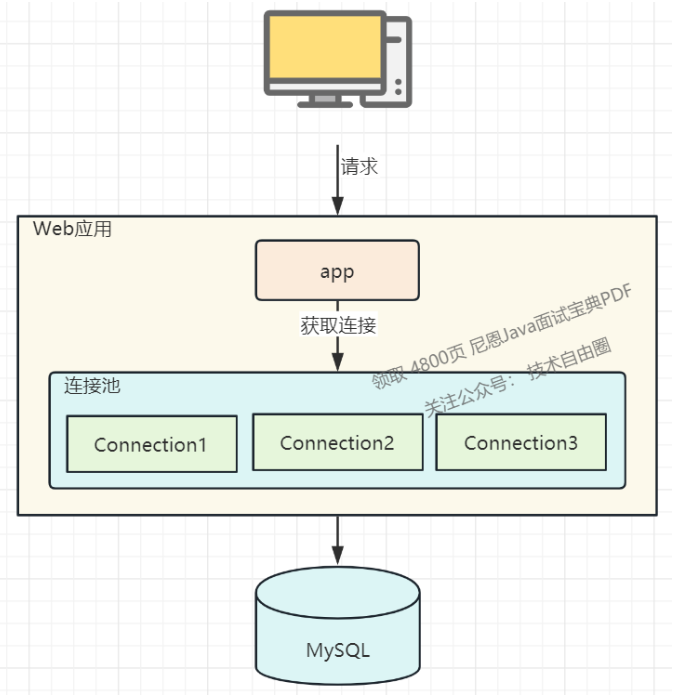 请求
Web应用
app
获取连接
领取 4800页 尼恩Java面试宝典PDF
关注公众号： 技术自由圈
连接池
Connection1
Connection2
Connection3
MySQL